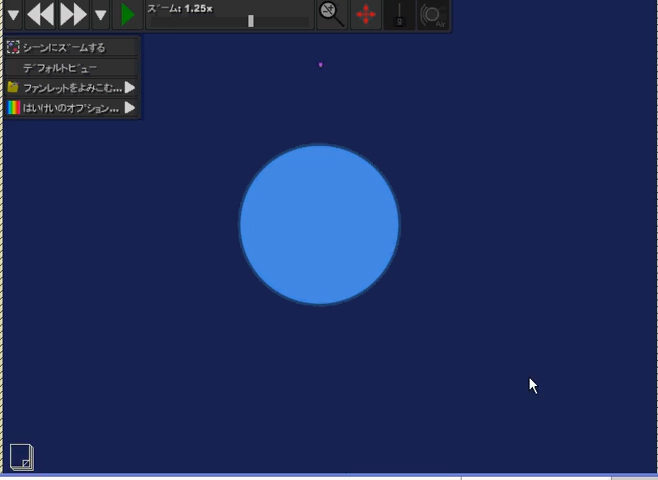 ズーム: 1.25x
シーンにズームする
デフォルトビュー
ファンレットをよみこむ...
はいけいのオプション...
Air